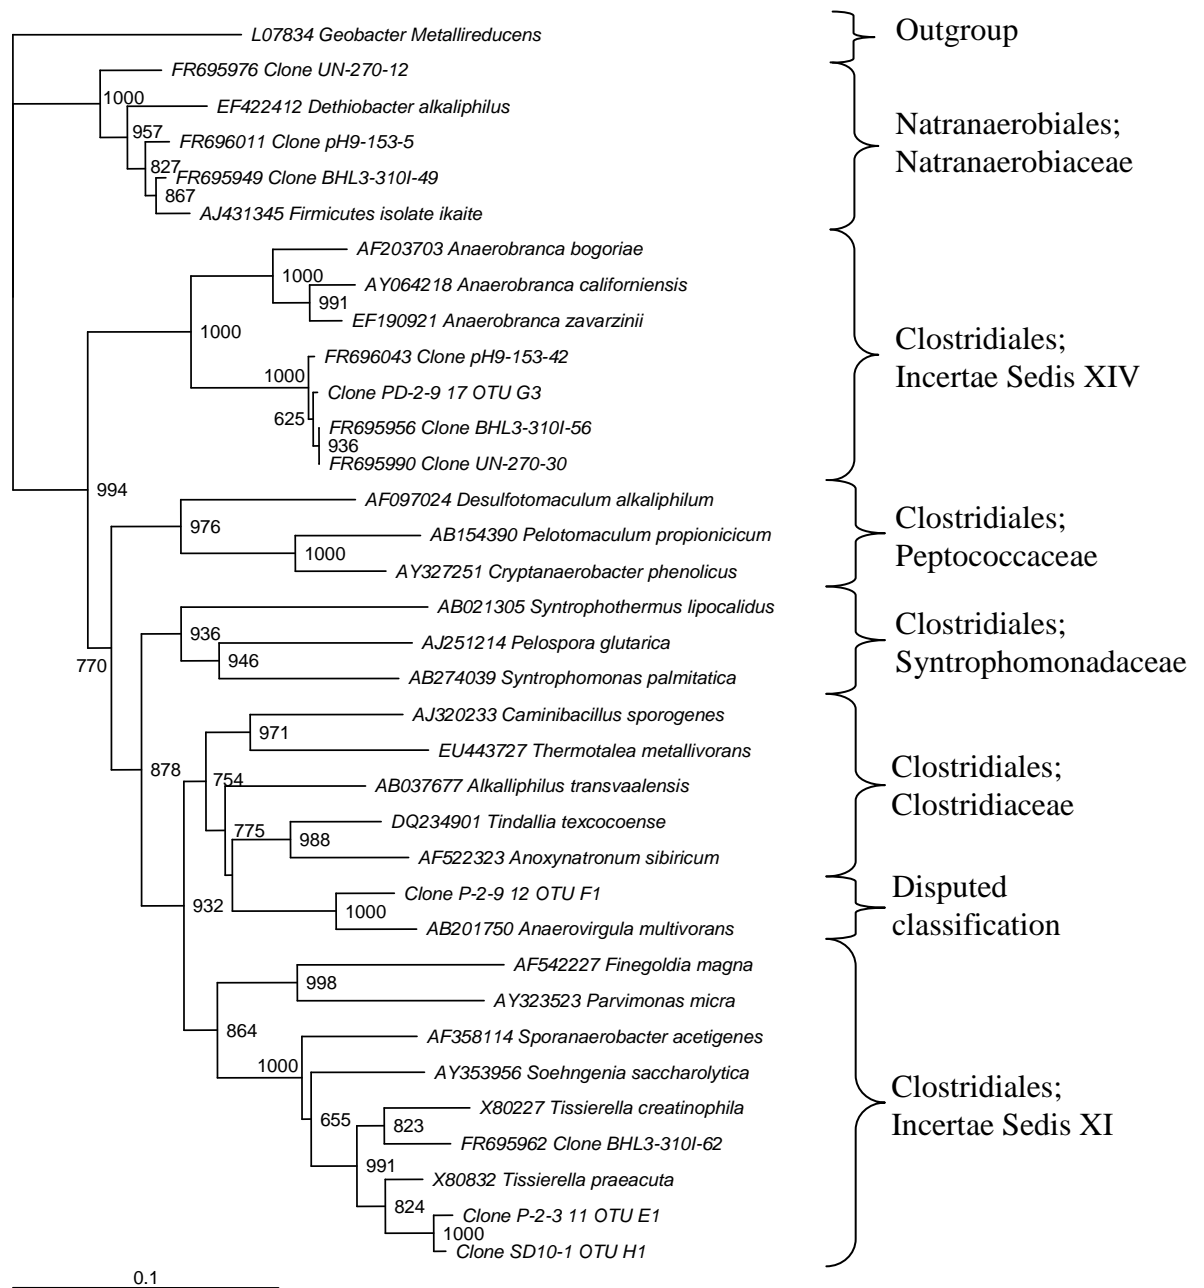 L07834 Geobacter Metallireducens
Outgroup
FR695976 Clone UN-270-12
1000
EF422412 Dethiobacter alkaliphilus
957
FR696011 Clone pH9-153-5
827
FR695949 Clone BHL3-310I-49
867
AJ431345 Firmicutes isolate ikaite
Natranaerobiales;
Natranaerobiaceae
AF203703 Anaerobranca bogoriae
1000
AY064218 Anaerobranca californiensis
991
EF190921 Anaerobranca zavarzinii
1000
FR696043 Clone pH9-153-42
1000
Clone PD-2-9 17 OTU G3
625
FR695956 Clone BHL3-310I-56
936
FR695990 Clone UN-270-30
Clostridiales;
Incertae Sedis XIV
994
AF097024 Desulfotomaculum alkaliphilum
976
AB154390 Pelotomaculum propionicicum
1000
AY327251 Cryptanaerobacter phenolicus
Clostridiales;
Peptococcaceae
770
AB021305 Syntrophothermus lipocalidus
936
AJ251214 Pelospora glutarica
946
AB274039 Syntrophomonas palmitatica
Clostridiales;
Syntrophomonadaceae
878
AJ320233 Caminibacillus sporogenes
971
EU443727 Thermotalea metallivorans
754
AB037677 Alkalliphilus transvaalensis
775
DQ234901 Tindallia texcocoense
988
AF522323 Anoxynatronum sibiricum
Clostridiales;
Clostridiaceae
932
Clone P-2-9 12 OTU F1
1000
AB201750 Anaerovirgula multivorans
Disputed
classification
AF542227 Finegoldia magna
998
AY323523 Parvimonas micra
864
AF358114 Sporanaerobacter acetigenes
1000
AY353956 Soehngenia saccharolytica
655
X80227 Tissierella creatinophila
823
FR695962 Clone BHL3-310I-62
991
X80832 Tissierella praeacuta
824
Clone P-2-3 11 OTU E1
1000
Clone SD10-1 OTU H1
Clostridiales;
Incertae Sedis XI
0.1